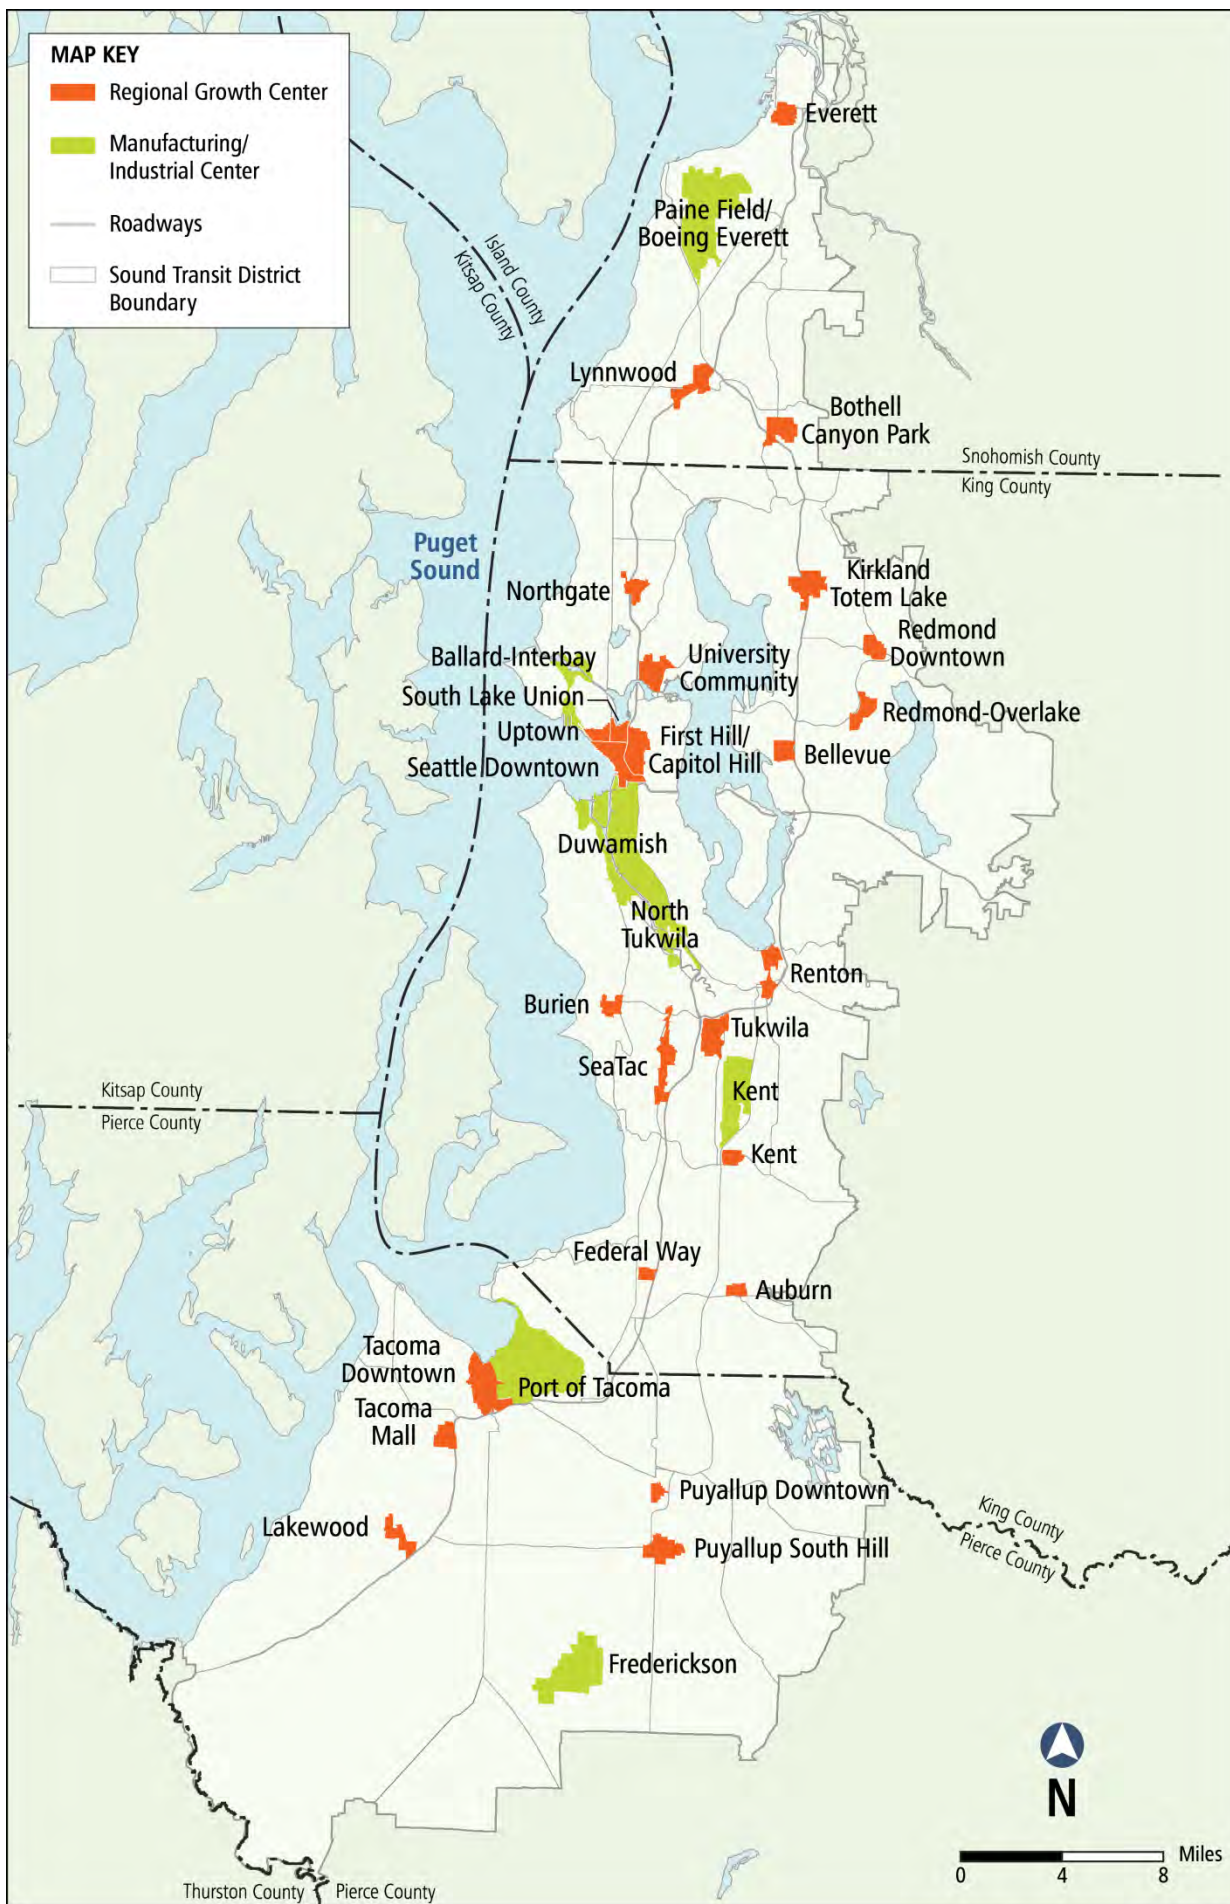 MAP KEY
Regional Growth Center
Manufacturing/
Industrial Center
Roadways
Sound Transit District
Boundary
Everett
Paine Field/
Boeing Everett
Island County
Kitsap County
Lynnwood
Bothell
Canyon Park
Snohomish County
King County
Puget
Sound
Northgate
Kirkland
Totem Lake
Redmond
Downtown
Ballard-Interbay
University
Community
South Lake Union
Redmond-Overlake
Uptown
First Hill/
Capitol Hill
Seattle Downtown
Bellevue
Duwamish
North
Tukwila
Renton
Burien
Tukwila
SeaTac
Kent
Kitsap County
Pierce County
Kent
Federal Way
Auburn
Tacoma
Downtown
Port of Tacoma
Tacoma
Mall
Puyallup Downtown
Lakewood
Puyallup South Hill
King County
Pierce County
Frederickson
N
Miles
0 4 8
Thurston County
Pierce County